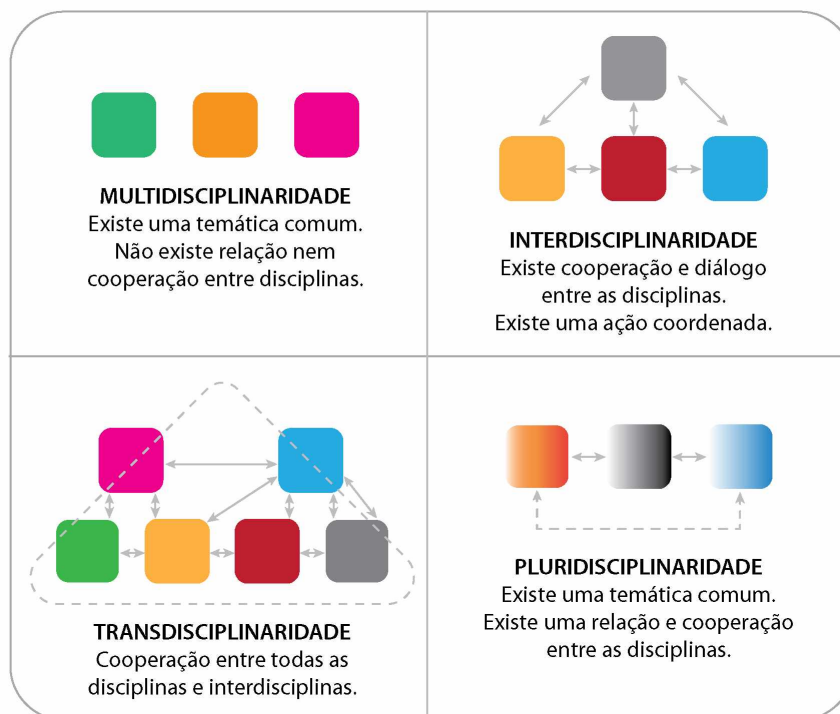 MULTIDISCIPLINARIDADE
Existe uma temática comum.
Não existe relação nem
cooperação entre disciplinas.
INTERDISCIPLINARIDADE
Existe cooperação e diálogo
entre as disciplinas.
Existe uma ação coordenada.
TRANSDISCIPLINARIDADE
Cooperação entre todas as
disciplinas e interdisciplinas.
PLURIDISCIPLINARIDADE
Existe uma temática comum.
Existe uma relação e cooperação
entre as disciplinas.